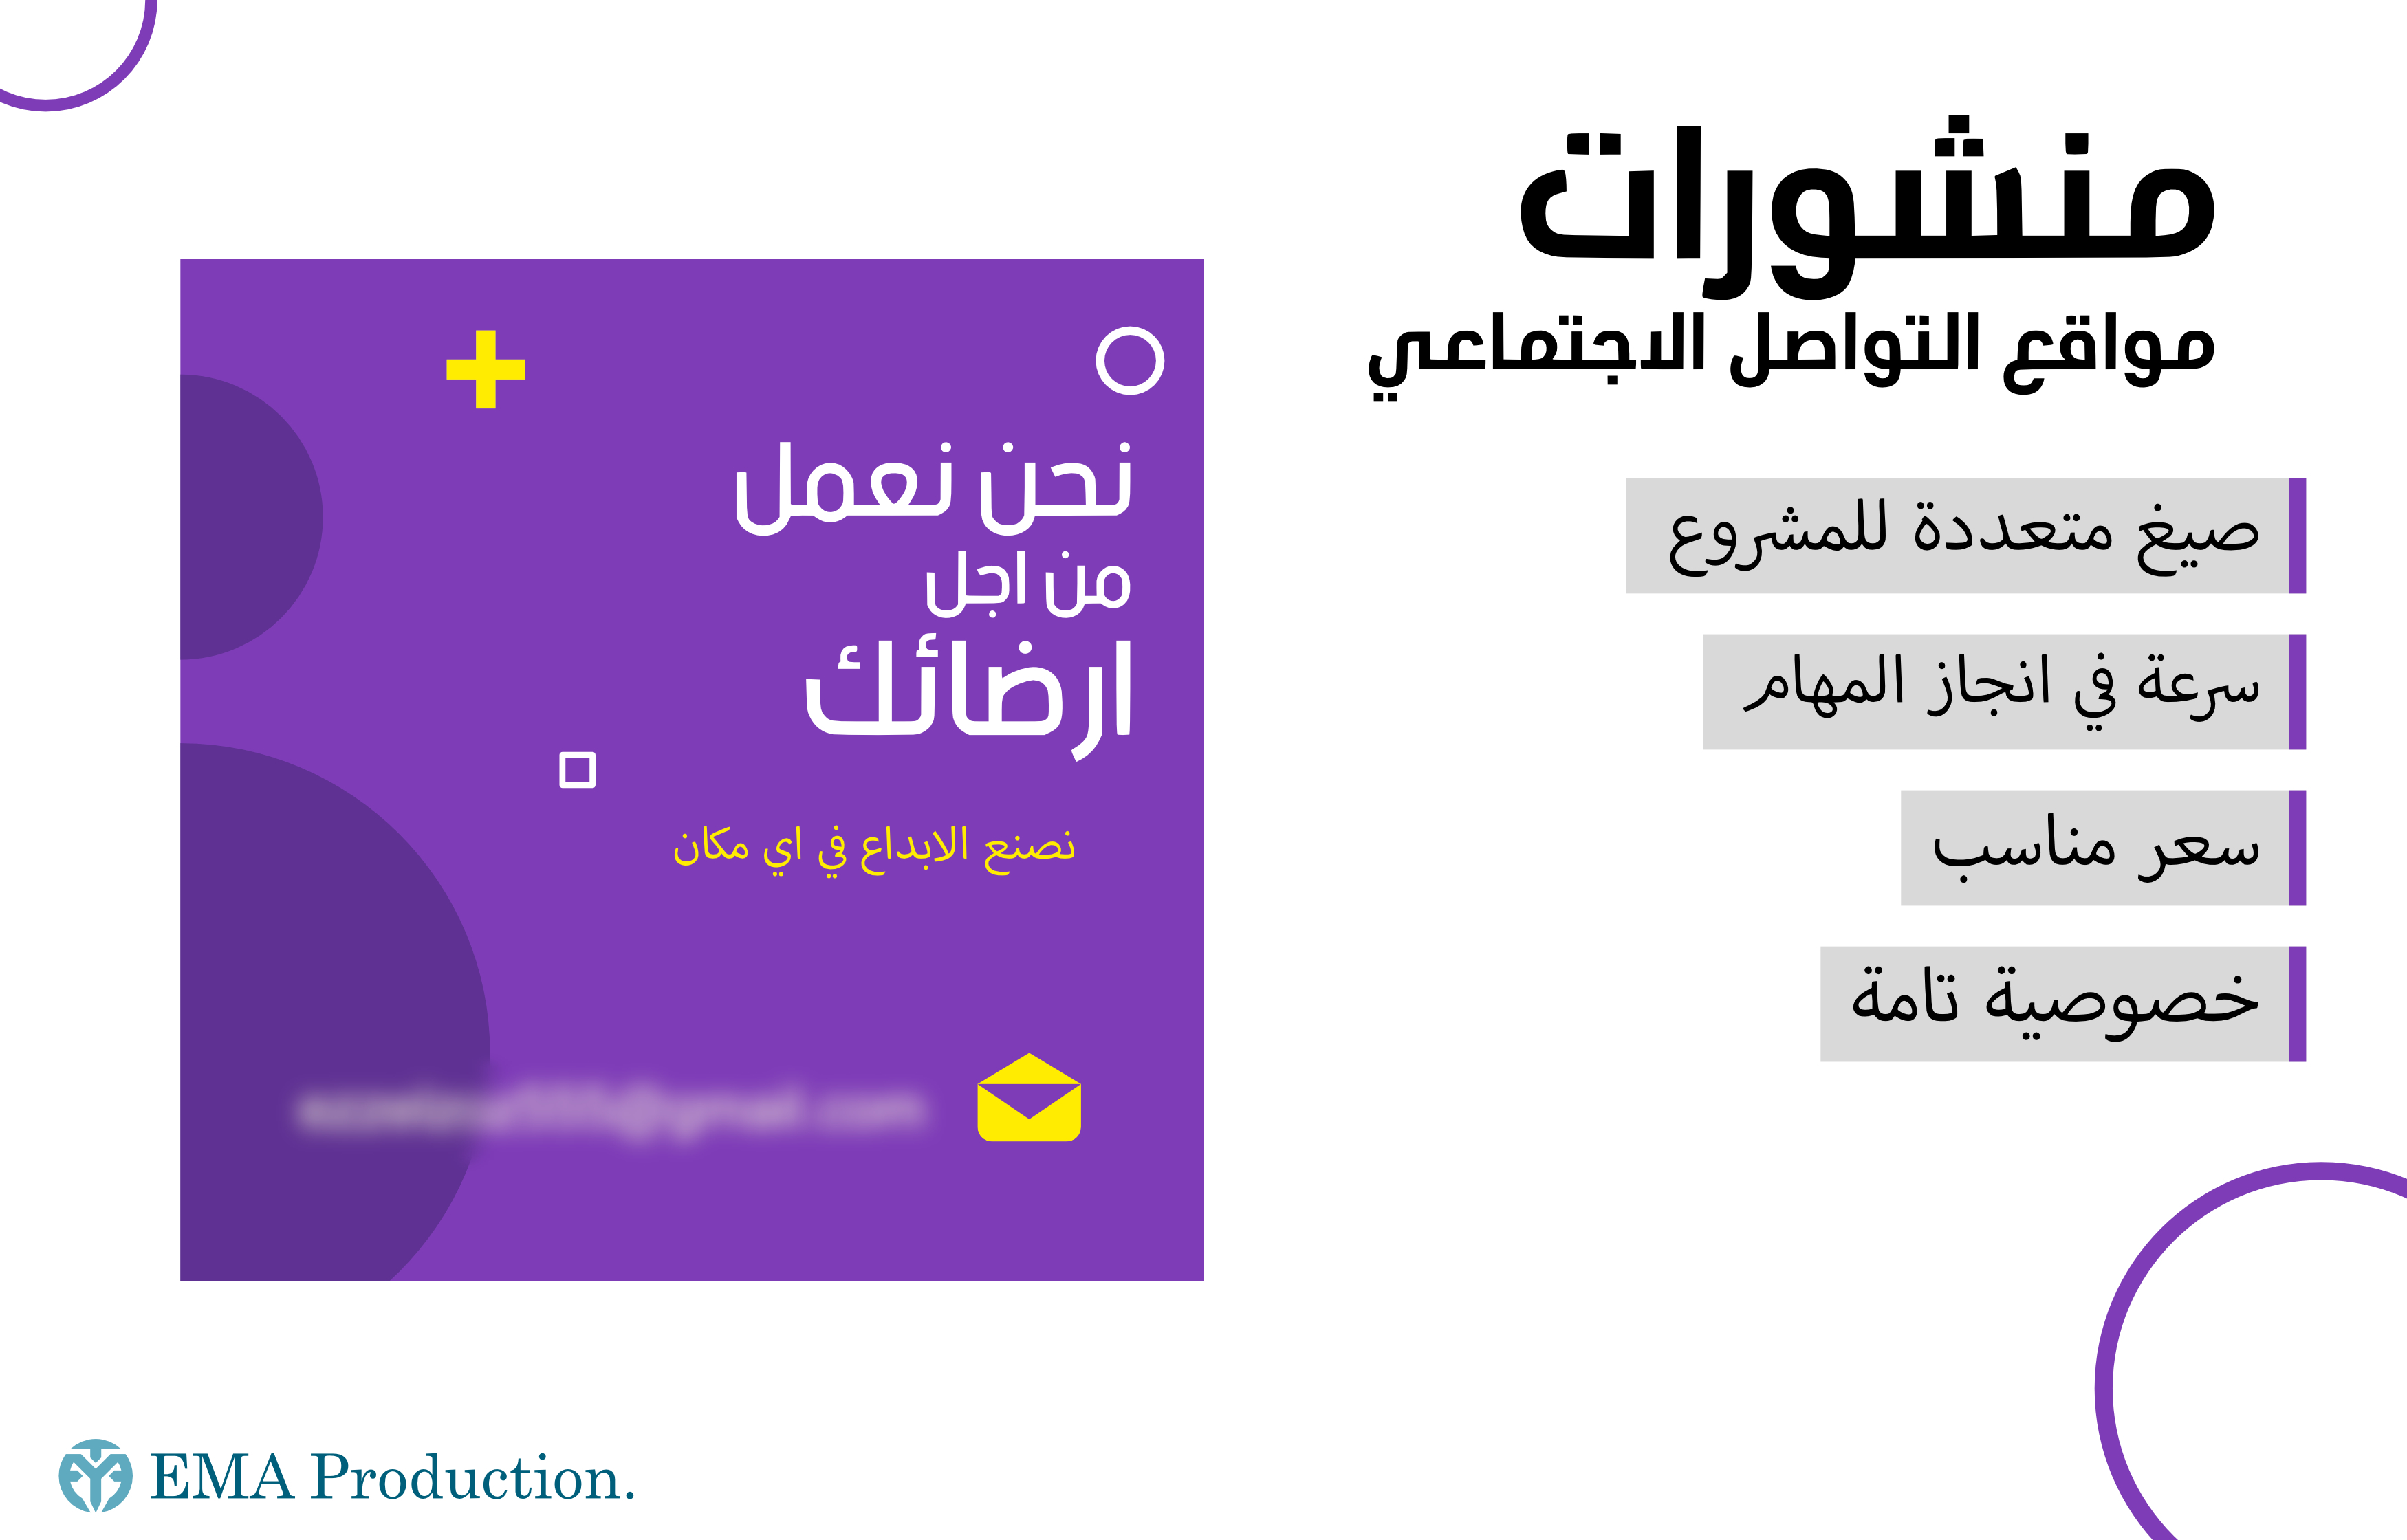 منشورات
مواقع التواصل الاجتماعي
صيغ متعددة للمشروع
سرعة في انجاز المهام
سعر مناسب
خصوصية تامة
نحن نعمل
من اجل
ارضائك
نصنع الابداع في اي مكان
EMA Production.